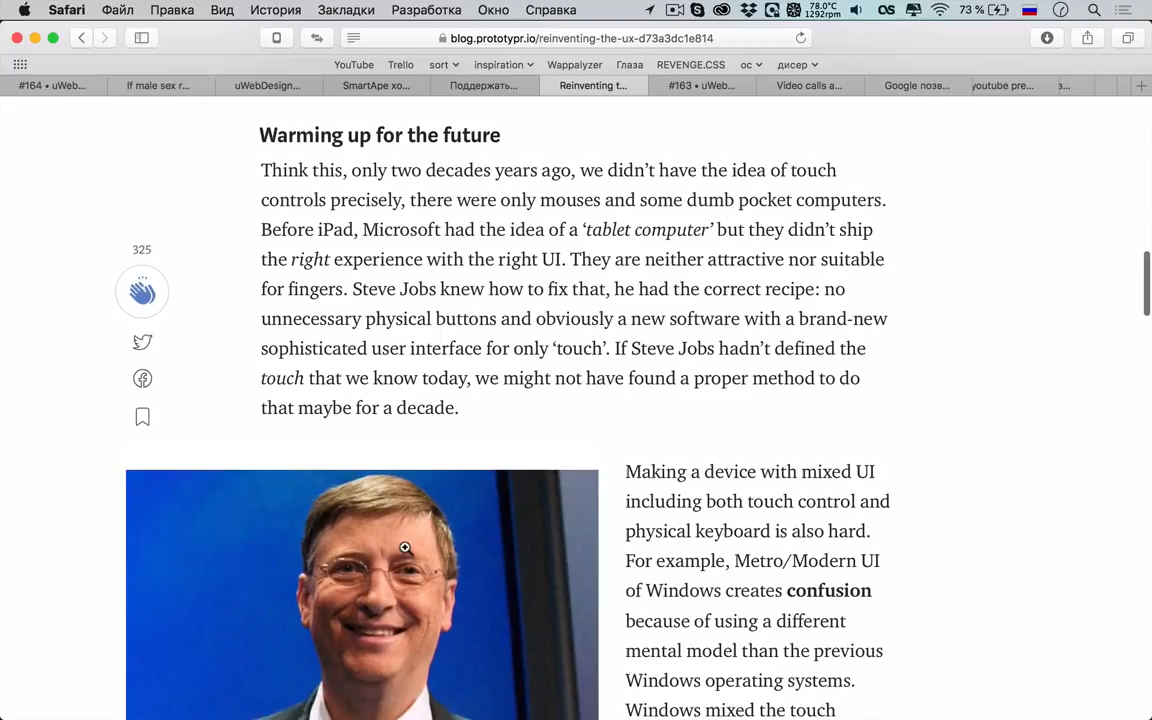 Safari Файл Правка Вид История Закладки Разработка Окно Справка 78.0°C 1292rpm OS 73 %
blog.prototypr.io/reinventing-the-ux-d73a3dc1e814
YouTube Trello sort inspiration Wappalyzer Глаза REVENGE.CSS ос дисер
#164 • uWeb... If male sex r... uWebDesign... SmartApe хо... Поддержать... Reinventing t... #163 • uWeb... Video calls a... Google позв... youtube pre... в...
Warming up for the future
Think this, only two decades years ago, we didn’t have the idea of touch
controls precisely, there were only mouses and some dumb pocket computers.
Before iPad, Microsoft had the idea of a ‘tablet computer’ but they didn’t ship
the right experience with the right UI. They are neither attractive nor suitable
for fingers. Steve Jobs knew how to fix that, he had the correct recipe: no
unnecessary physical buttons and obviously a new software with a brand-new
sophisticated user interface for only ‘touch’. If Steve Jobs hadn’t defined the
touch that we know today, we might not have found a proper method to do
that maybe for a decade.
325
Making a device with mixed UI
including both touch control and
physical keyboard is also hard.
For example, Metro/Modern UI
of Windows creates confusion
because of using a different
mental model than the previous
Windows operating systems.
Windows mixed the touch